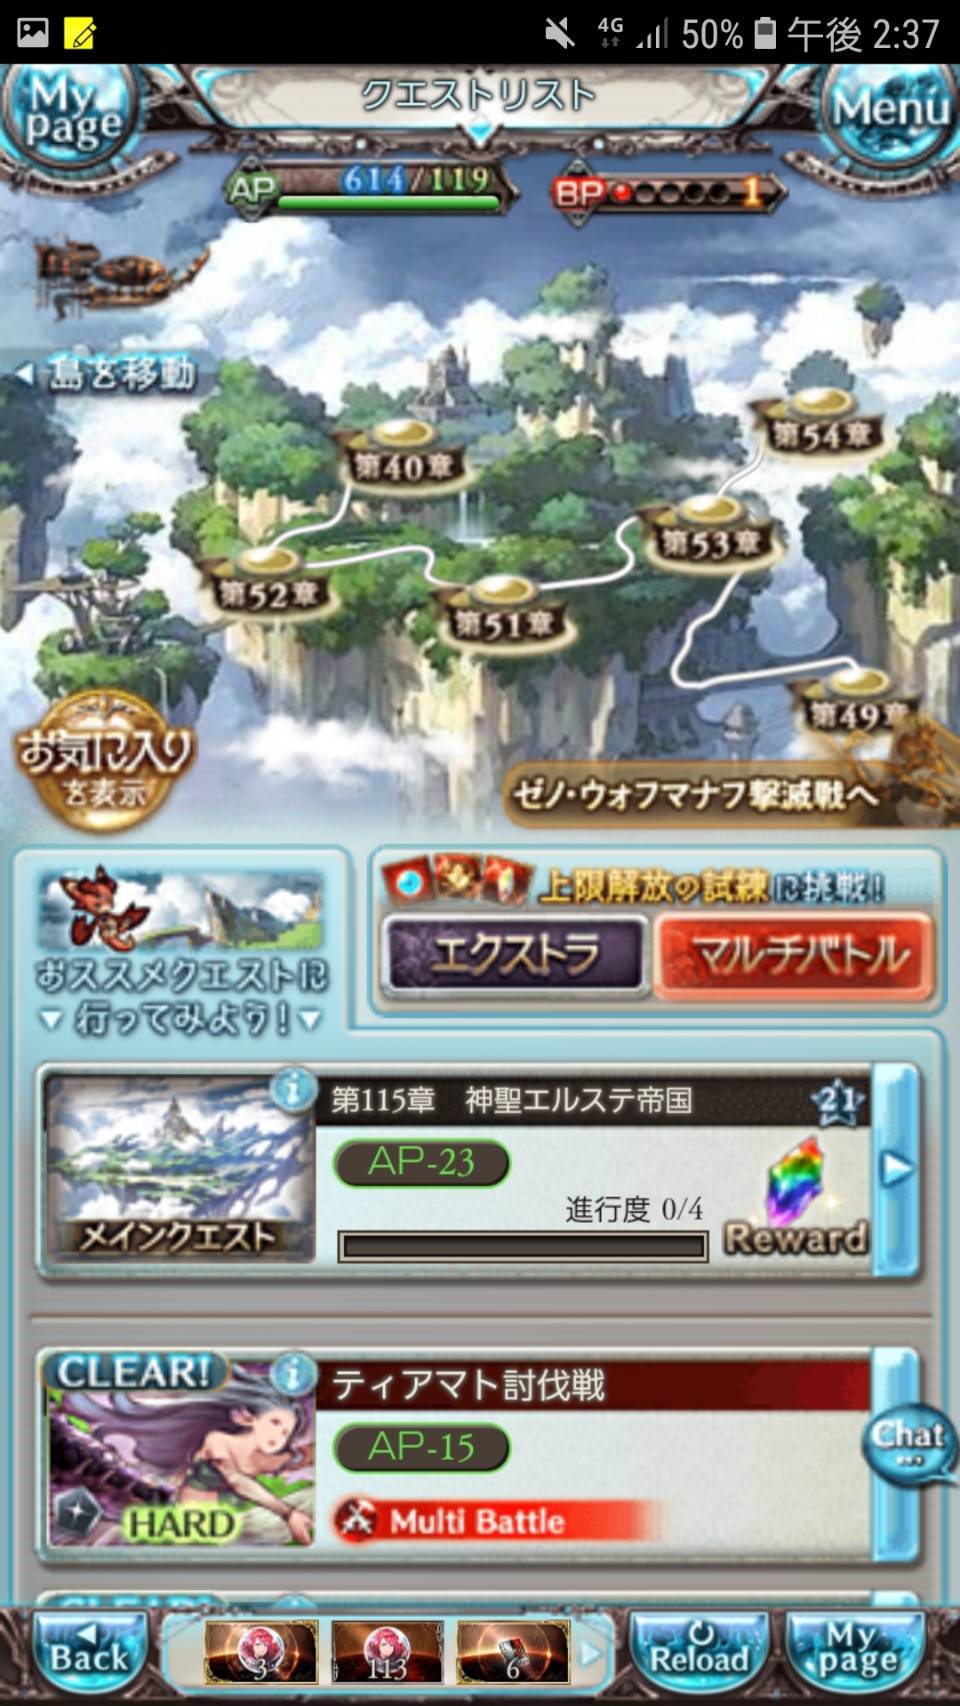 4G 50% 午後 2:37
My page
クエストリスト
Menu
AP 614/119
BP 1
島を移動
第40章
第54章
第53章
第52章
第51章
第49章
お気に入り
を表示
ゼノ・ウォフマナフ撃滅戦へ
おススメクエストに
▼ 行ってみよう! ▼
上限解放の試練に挑戦!
エクストラ
マルチバトル
第115章 神聖エルステ帝国
21
AP-23
進行度 0/4
メインクエスト
Reward
CLEAR!
ティアマト討伐戦
AP-15
HARD
Multi Battle
Chat
...
Back
3
113
6
Reload
My page